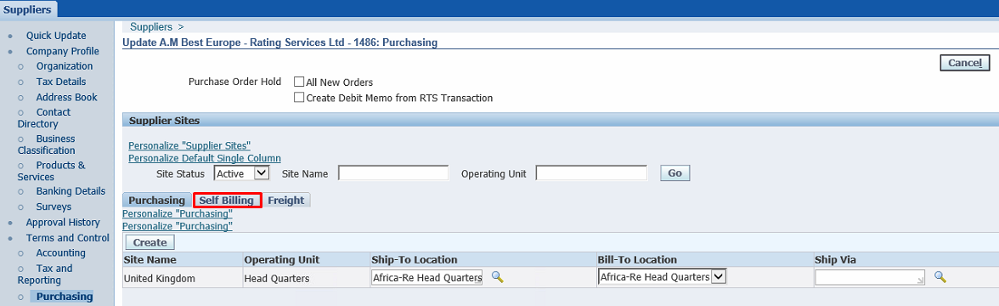 Suppliers
Quick Update
Company Profile
Organization
Tax Details
Address Book
Contact
Directory
Business
Classification
Products &
Services
Banking Details
Surveys
Approval History
Terms and Control
Accounting
Tax and
Reporting
Purchasing
Suppliers >
Update A.M Best Europe - Rating Services Ltd - 1486: Purchasing
Cancel
Purchase Order Hold All New Orders
Create Debit Memo from RTS Transaction
Supplier Sites
Personalize "Supplier Sites"
Personalize Default Single Column
Site Status Active Site Name Operating Unit Go
Purchasing Self Billing Freight
Personalize "Purchasing"
Personalize "Purchasing"
Create
Site Name Operating Unit Ship-To Location Bill-To Location Ship Via
United Kingdom Head Quarters Africa-Re Head Quarters Africa-Re Head Quarters